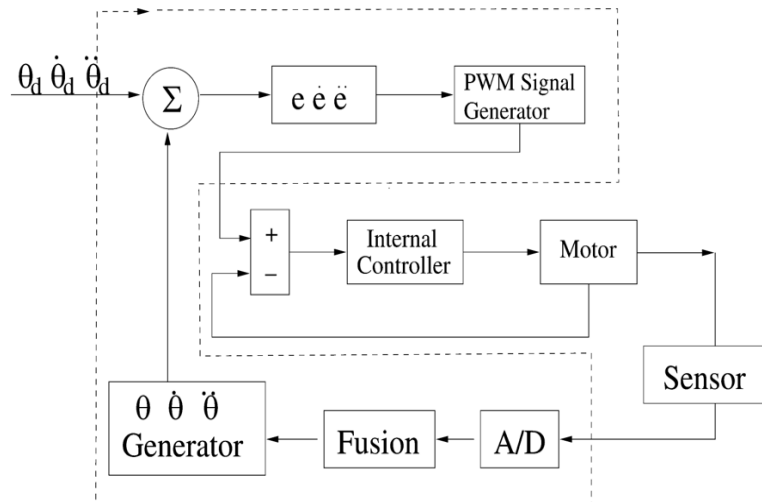 θd θ̇d θ̈d
Σ
e ė ë
PWM Signal
Generator
+
−
Internal
Controller
Motor
Sensor
θ θ̇ θ̈
Generator
Fusion
A/D